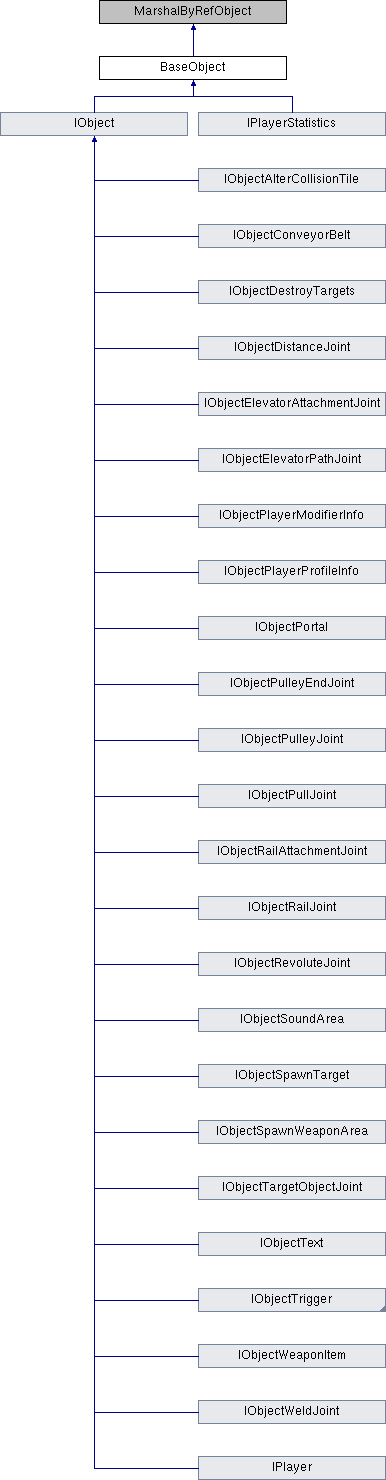 MarshalByRefObject
BaseObject
IObject
IPlayerStatistics
IObjectAlterCollisionTile
IObjectConveyorBelt
IObjectDestroyTargets
IObjectDistanceJoint
IObjectElevatorAttachmentJoint
IObjectElevatorPathJoint
IObjectPlayerModifierInfo
IObjectPlayerProfileInfo
IObjectPortal
IObjectPulleyEndJoint
IObjectPulleyJoint
IObjectPullJoint
IObjectRailAttachmentJoint
IObjectRailJoint
IObjectRevoluteJoint
IObjectSoundArea
IObjectSpawnTarget
IObjectSpawnWeaponArea
IObjectTargetObjectJoint
IObjectText
IObjectTrigger
IObjectWeaponItem
IObjectWeldJoint
IPlayer